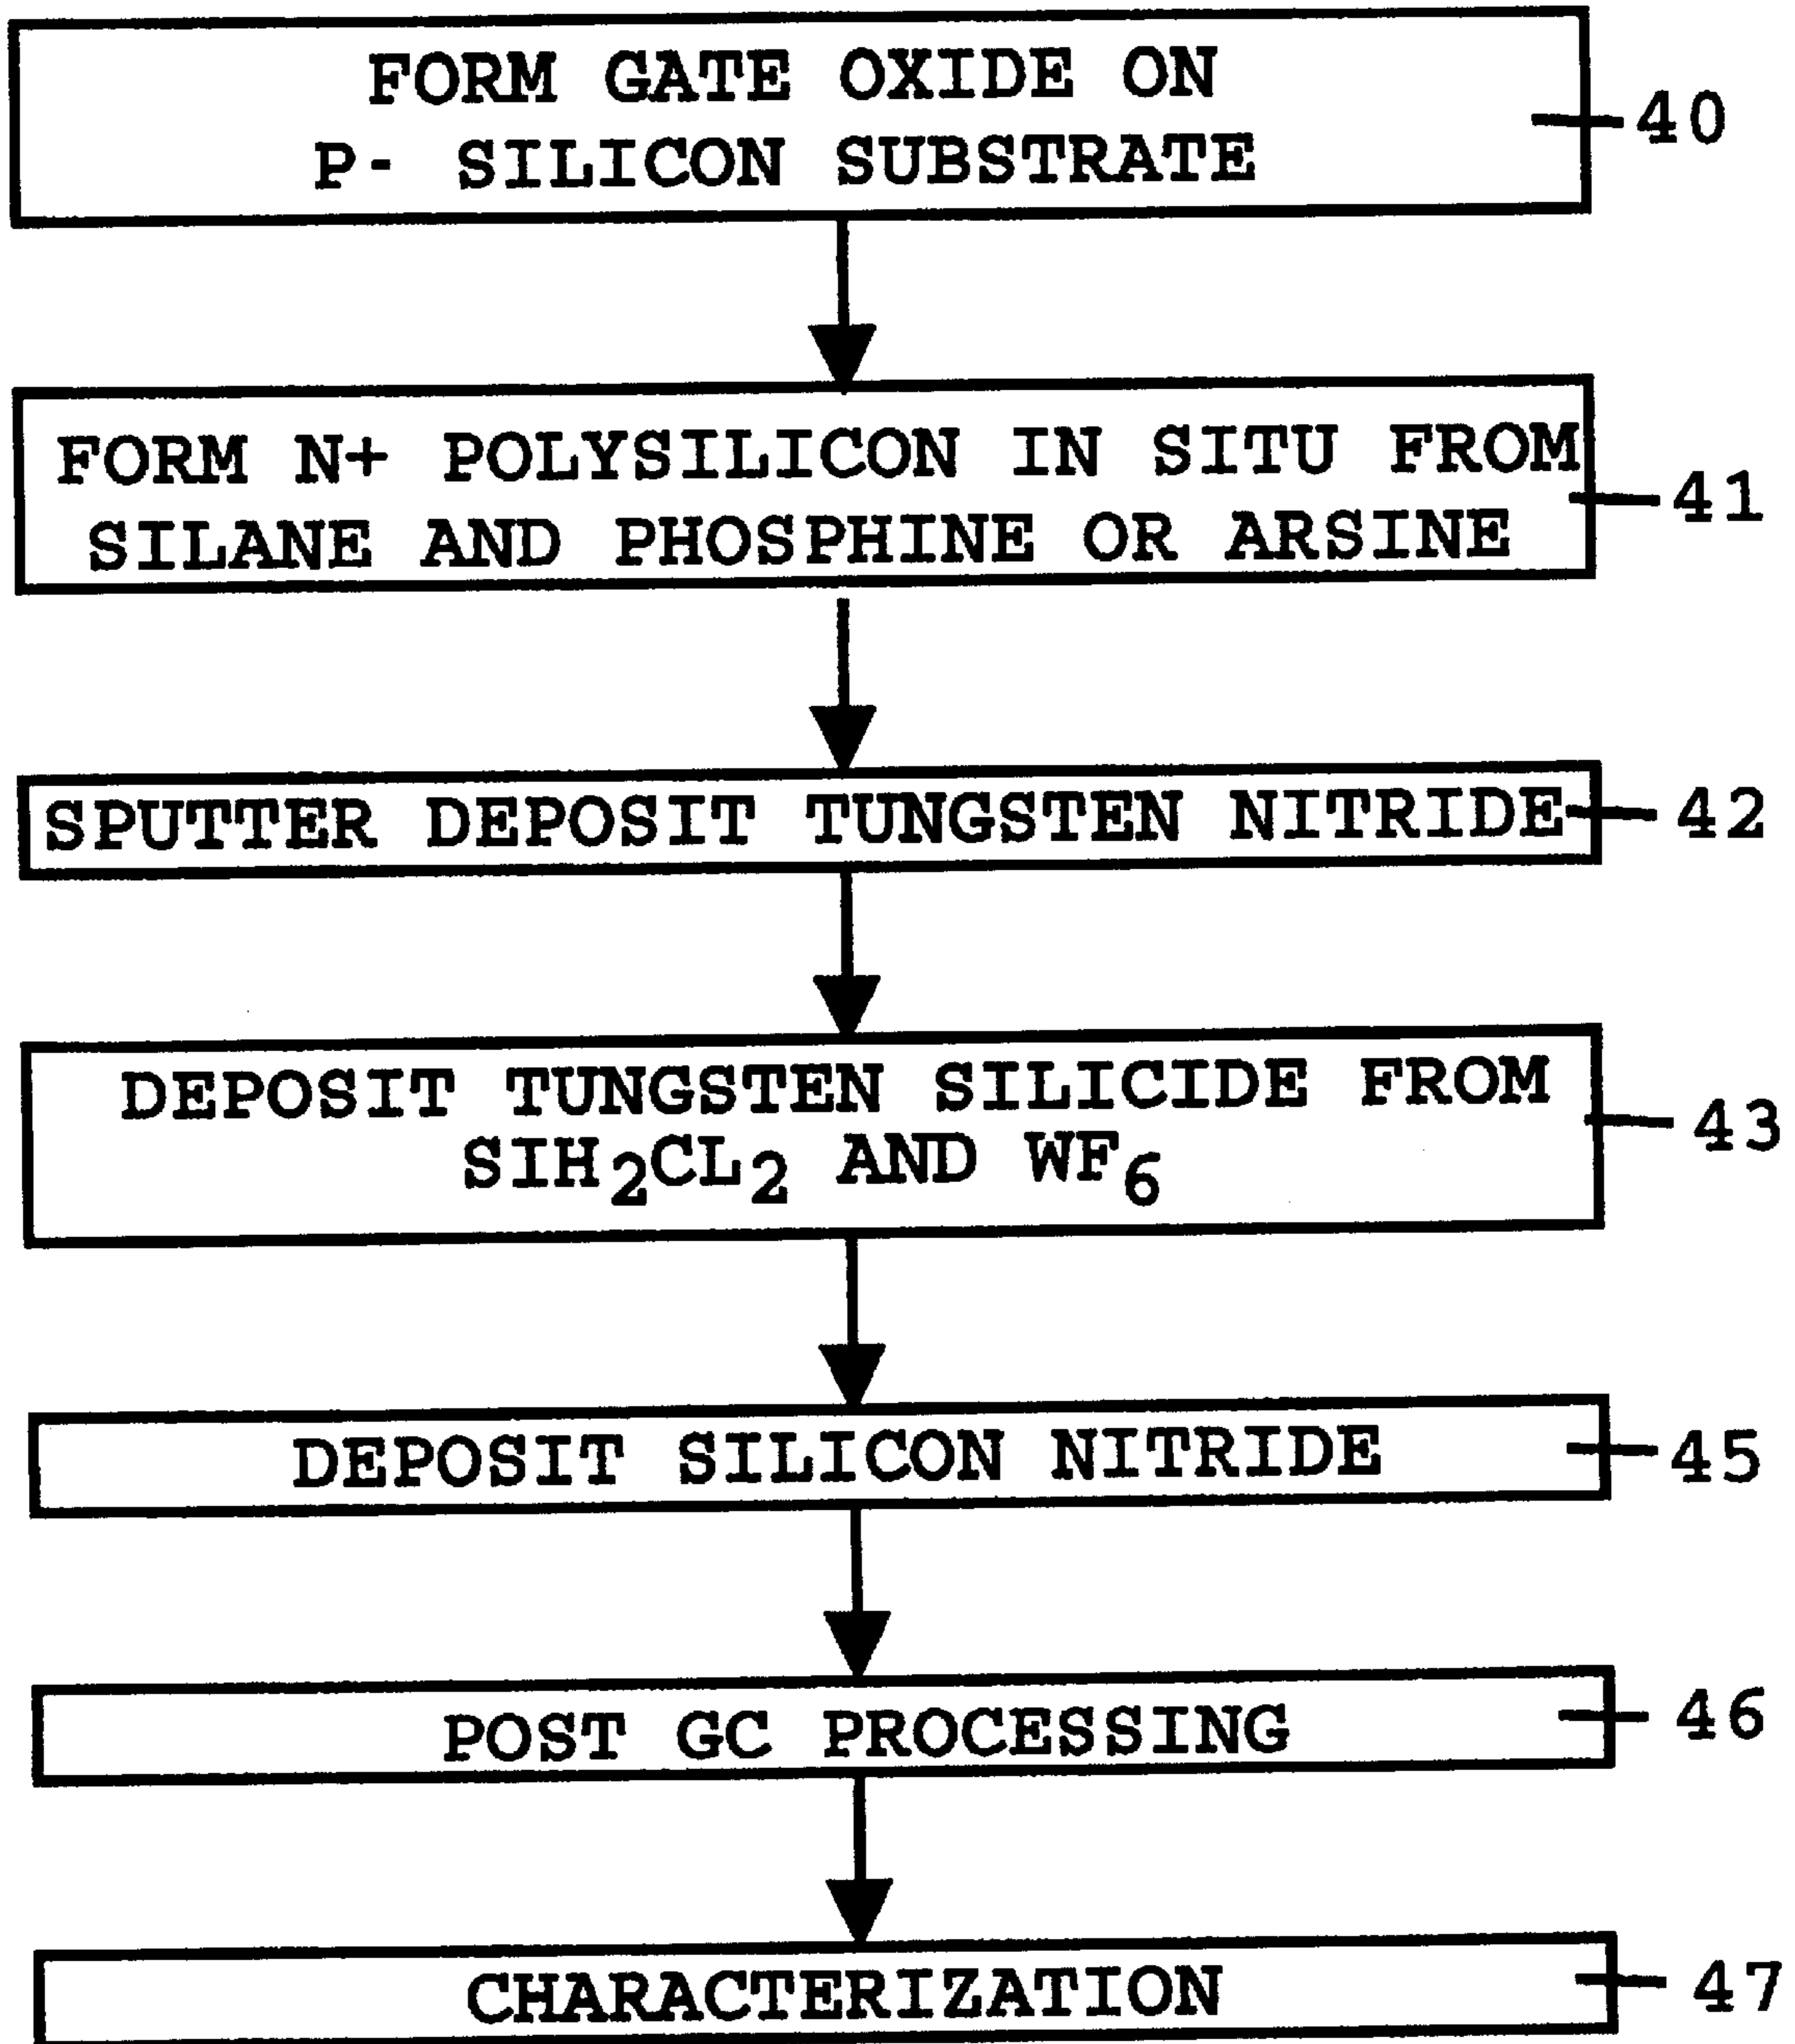 FORM GATE OXIDE ON
P- SILICON SUBSTRATE
40
FORM N+ POLYSILICON IN SITU FROM
SILANE AND PHOSPHINE OR ARSINE
41
SPUTTER DEPOSIT TUNGSTEN NITRIDE
42
DEPOSIT TUNGSTEN SILICIDE FROM
SIH₂CL₂ AND WF₆
43
DEPOSIT SILICON NITRIDE
45
POST GC PROCESSING
46
CHARACTERIZATION
47